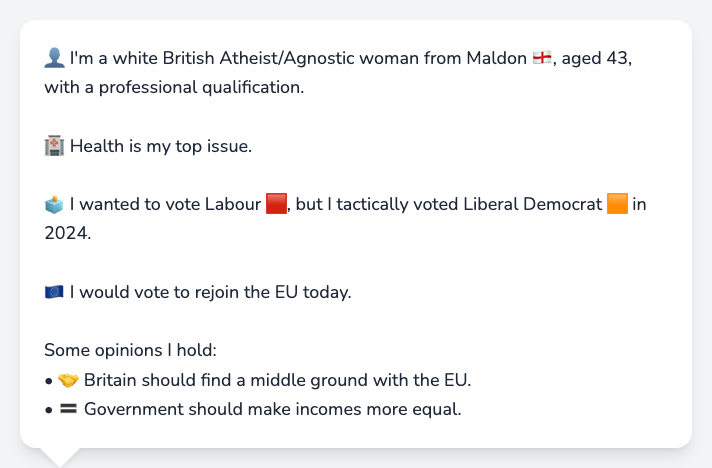 👤 I'm a white British Atheist/Agnostic woman from Maldon 🏴󠁧󠁢󠁥󠁮󠁧󠁿, aged 43,
with a professional qualification.
🏥 Health is my top issue.
🗳️ I wanted to vote Labour 🟥, but I tactically voted Liberal Democrat 🟧 in
2024.
🇪🇺 I would vote to rejoin the EU today.
Some opinions I hold:
• 🤝 Britain should find a middle ground with the EU.
• 🟰 Government should make incomes more equal.